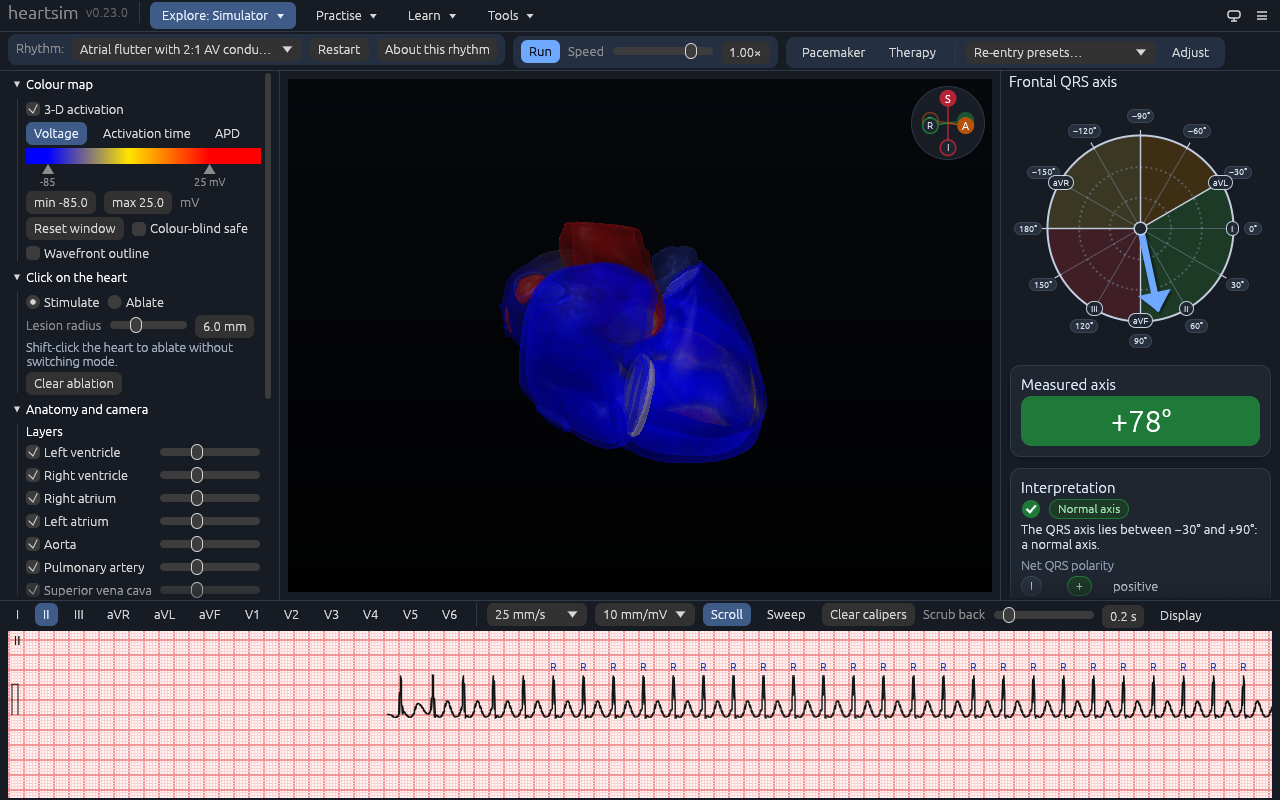 heartsim v0.23.0 Explore: Simulator Practise Learn Tools
Rhythm: Atrial flutter with 2:1 AV condu... Restart About this rhythm Run Speed 1.00× Pacemaker Therapy Re-entry presets... Adjust
Colour map
3-D activation
Voltage Activation time APD
-85 25 mV
min -85.0 max 25.0 mV
Reset window Colour-blind safe
Wavefront outline
Click on the heart
Stimulate Ablate
Lesion radius 6.0 mm
Shift-click the heart to ablate without
switching mode.
Clear ablation
Anatomy and camera
Layers
Left ventricle
Right ventricle
Right atrium
Left atrium
Aorta
Pulmonary artery
Superior vena cava
S
R A
I
Frontal QRS axis
−90°
−120° −60°
−150° −30°
aVR aVL
180° I 0°
150° 30°
III II
120° aVF 60°
90°
Measured axis
+78°
Interpretation
Normal axis
The QRS axis lies between −30° and +90°:
a normal axis.
Net QRS polarity
I + positive
I II III aVR aVL aVF V1 V2 V3 V4 V5 V6 25 mm/s 10 mm/mV Scroll Sweep Clear calipers Scrub back 0.2 s Display
II
R R R R R R R R R R R R R R R R R R R R R R R R